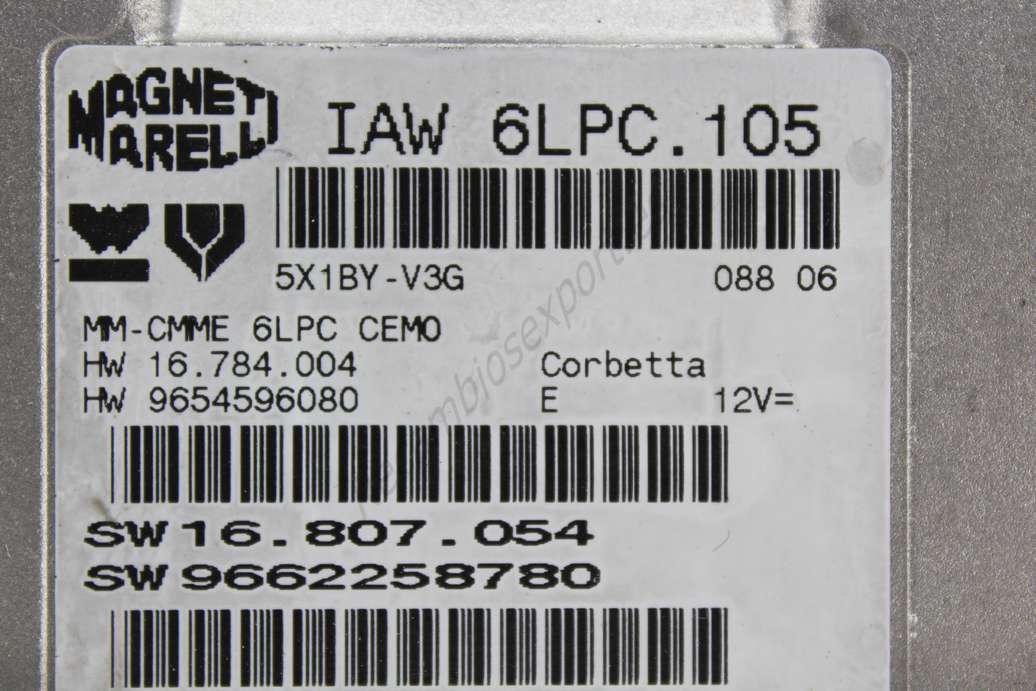 MAGNETI
MARELLI
IAW 6LPC.105
5X1BY-V3G 088 06
MM-CMME 6LPC CEMO
HW 16.784.004 Corbetta
HW 9654596080 E 12V=
SW 16.807.054
SW 9662258780